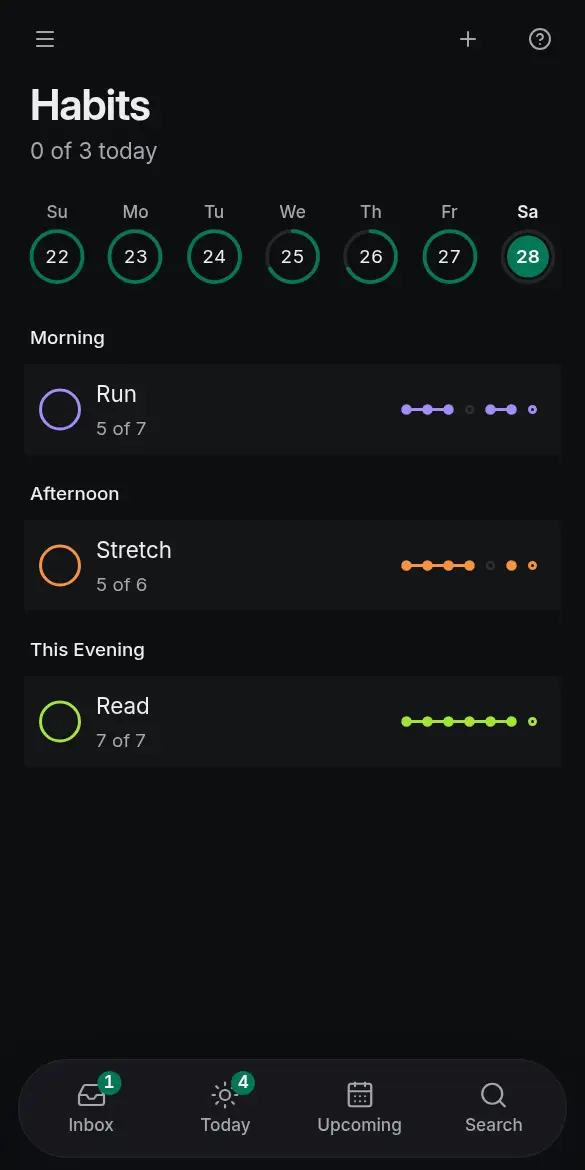 Habits
0 of 3 today
Su Mo Tu We Th Fr Sa
22 23 24 25 26 27 28
Morning
Run
5 of 7
Afternoon
Stretch
5 of 6
This Evening
Read
7 of 7
1 4
Inbox Today Upcoming Search